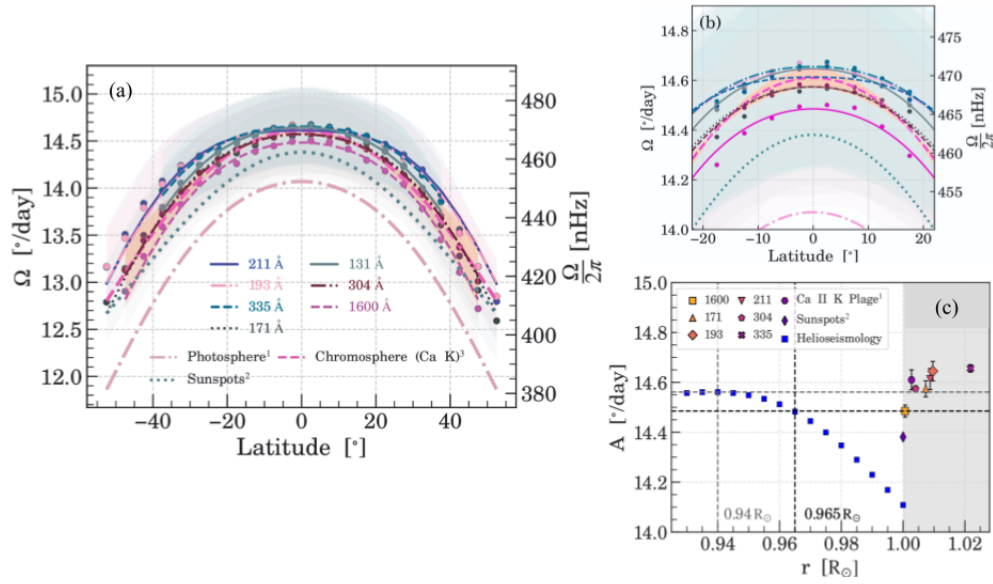 (a)
Ω [°/day]
15.0
14.5
14.0
13.5
13.0
12.5
12.0
480
460
440
420
400
380
Ω/2π [nHz]
−40 −20 0 20 40
Latitude [°]
211 Å 131 Å
193 Å 304 Å
335 Å 1600 Å
171 Å
Photosphere¹ Chromosphere (Ca K)³
Sunspots²
(b)
Ω [°/day]
14.8
14.6
14.4
14.2
14.0
475
470
465
460
455
Ω/2π [nHz]
−20 −10 0 10 20
Latitude [°]
(c)
A [°/day]
15.0
14.8
14.6
14.4
14.2
14.0
1600 211 Ca II K Plage¹
171 304 Sunspots²
193 335 Helioseismology
0.94R⊙ 0.965R⊙
0.94 0.96 0.98 1.00 1.02
r [R⊙]